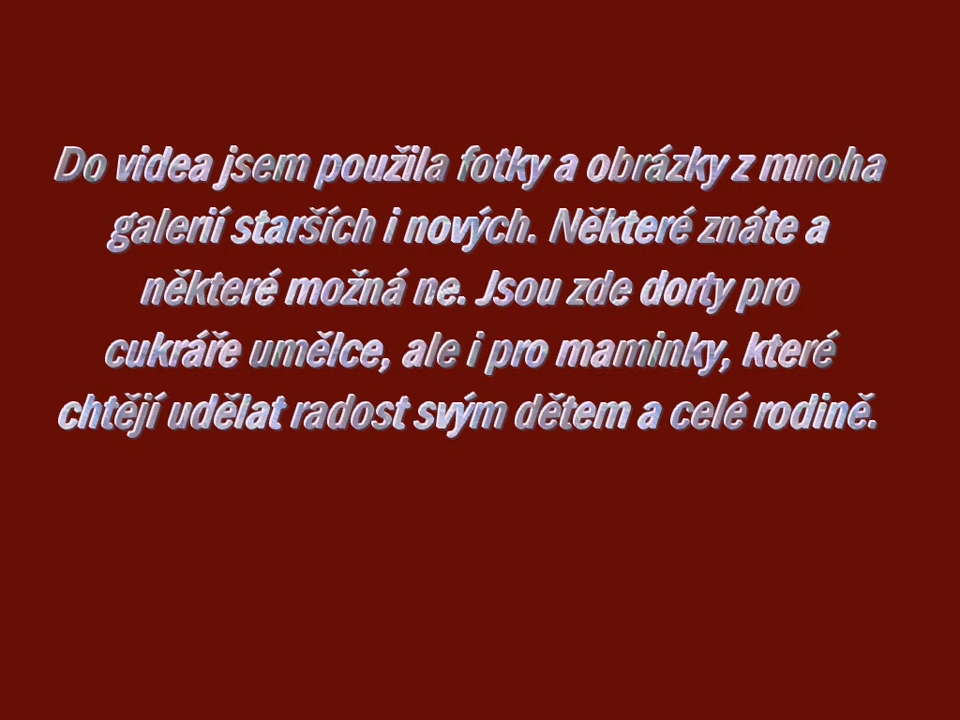 Do videa jsem použila fotky a obrázky z mnoha
galerií starších i nových. Některé znáte a
některé možná ne. Jsou zde dorty pro
cukráře umělce, ale i pro maminky, které
chtějí udělat radost svým dětem a celé rodině.